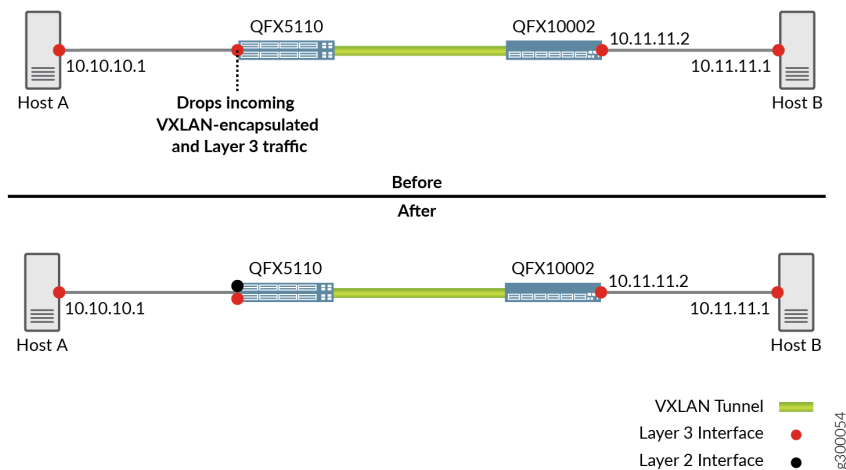 QFX5110
QFX10002
10.11.11.2
10.10.10.1
10.11.11.1
Host A
Host B
Drops incoming
VXLAN-encapsulated
and Layer 3 traffic
Before
After
QFX5110
QFX10002
10.11.11.2
10.10.10.1
10.11.11.1
Host A
Host B
VXLAN Tunnel
Layer 3 Interface
Layer 2 Interface
g300054